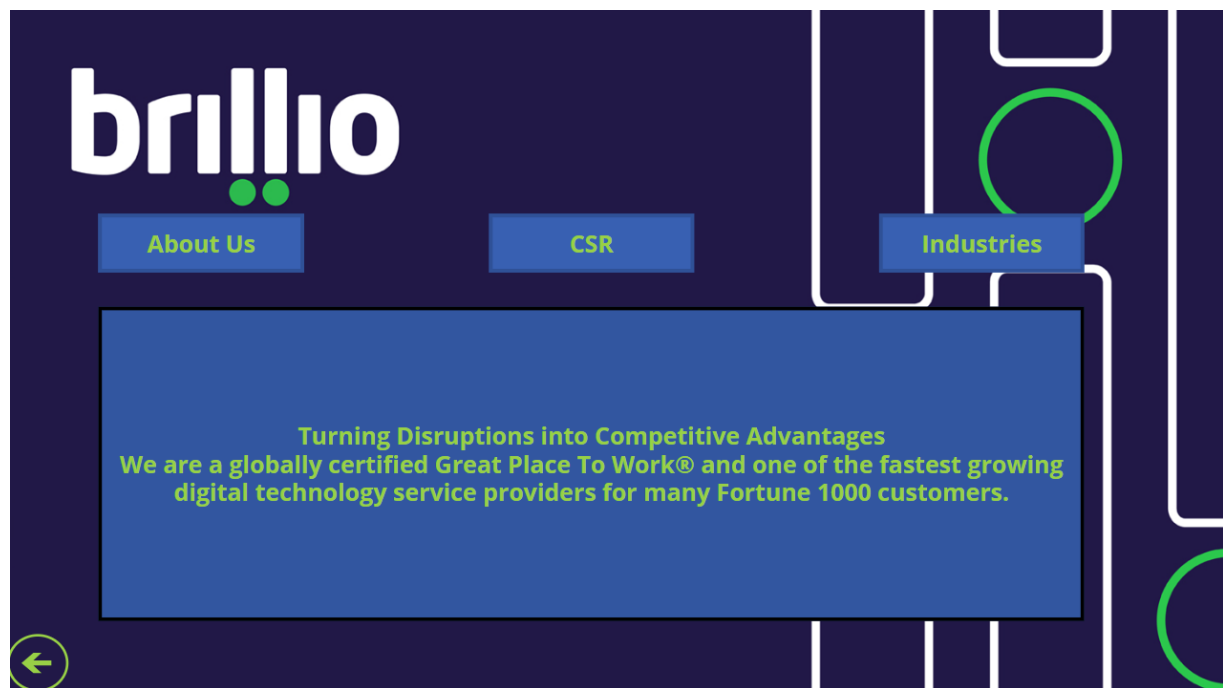 brillio
About Us
CSR
Industries
Turning Disruptions into Competitive Advantages
We are a globally certified Great Place To Work® and one of the fastest growing
digital technology service providers for many Fortune 1000 customers.